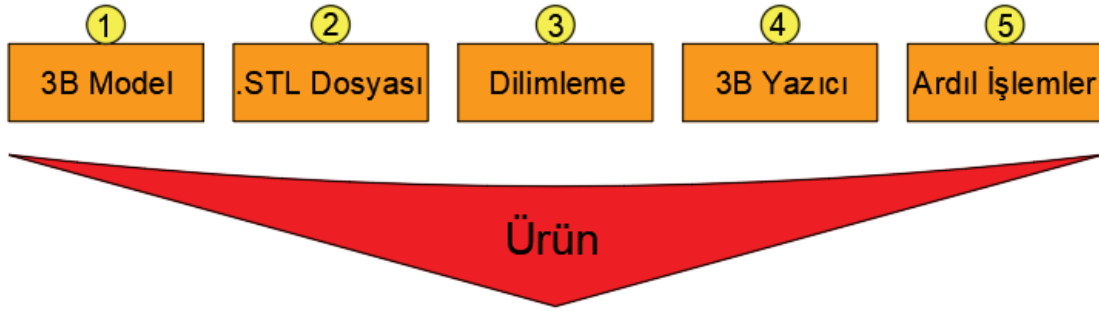 1
3B Model
2
.STL Dosyası
3
Dilimleme
4
3B Yazıcı
5
Ardıl İşlemler
Ürün